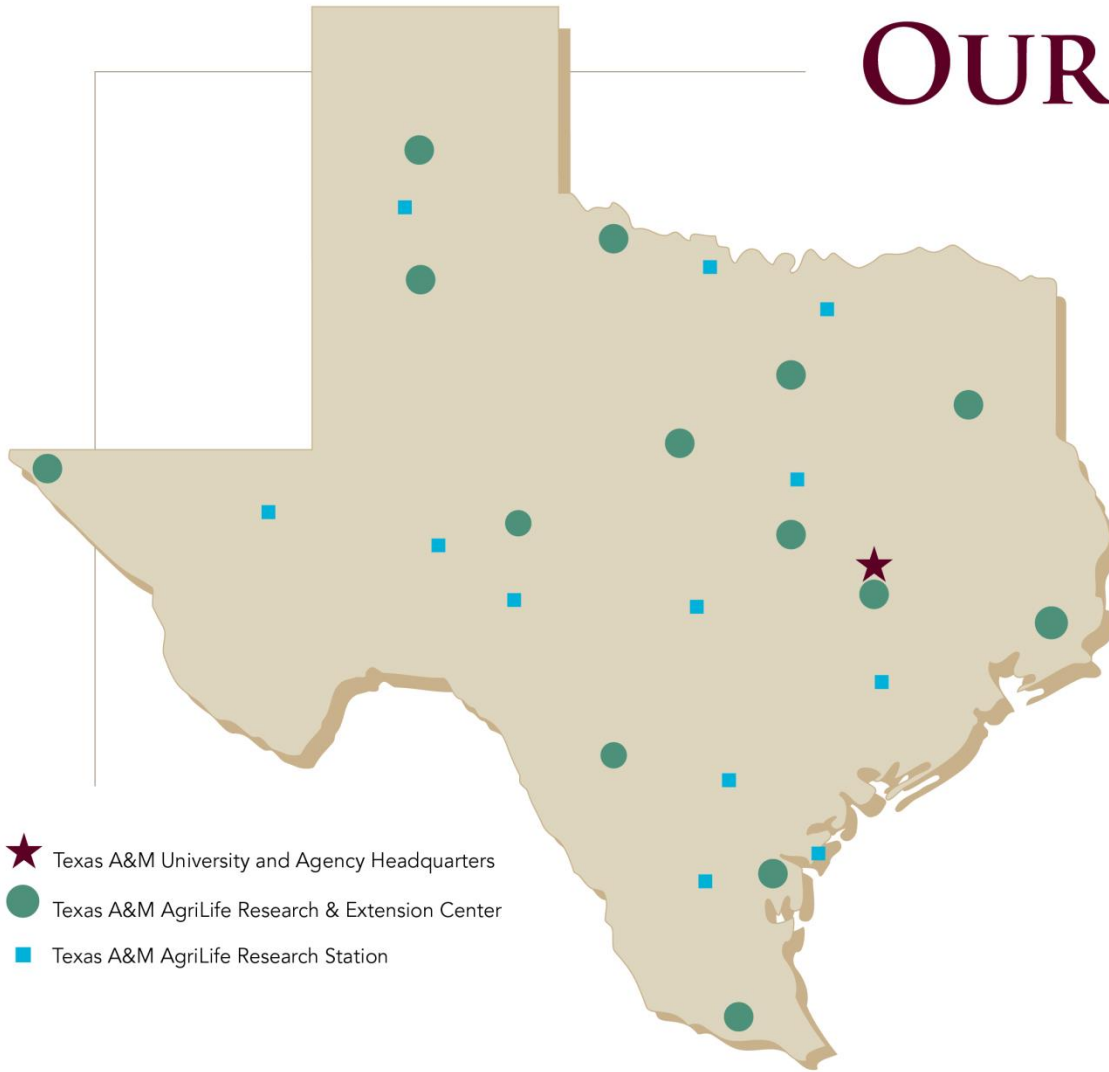 OUR
Texas A&M University and Agency Headquarters
Texas A&M AgriLife Research & Extension Center
Texas A&M AgriLife Research Station